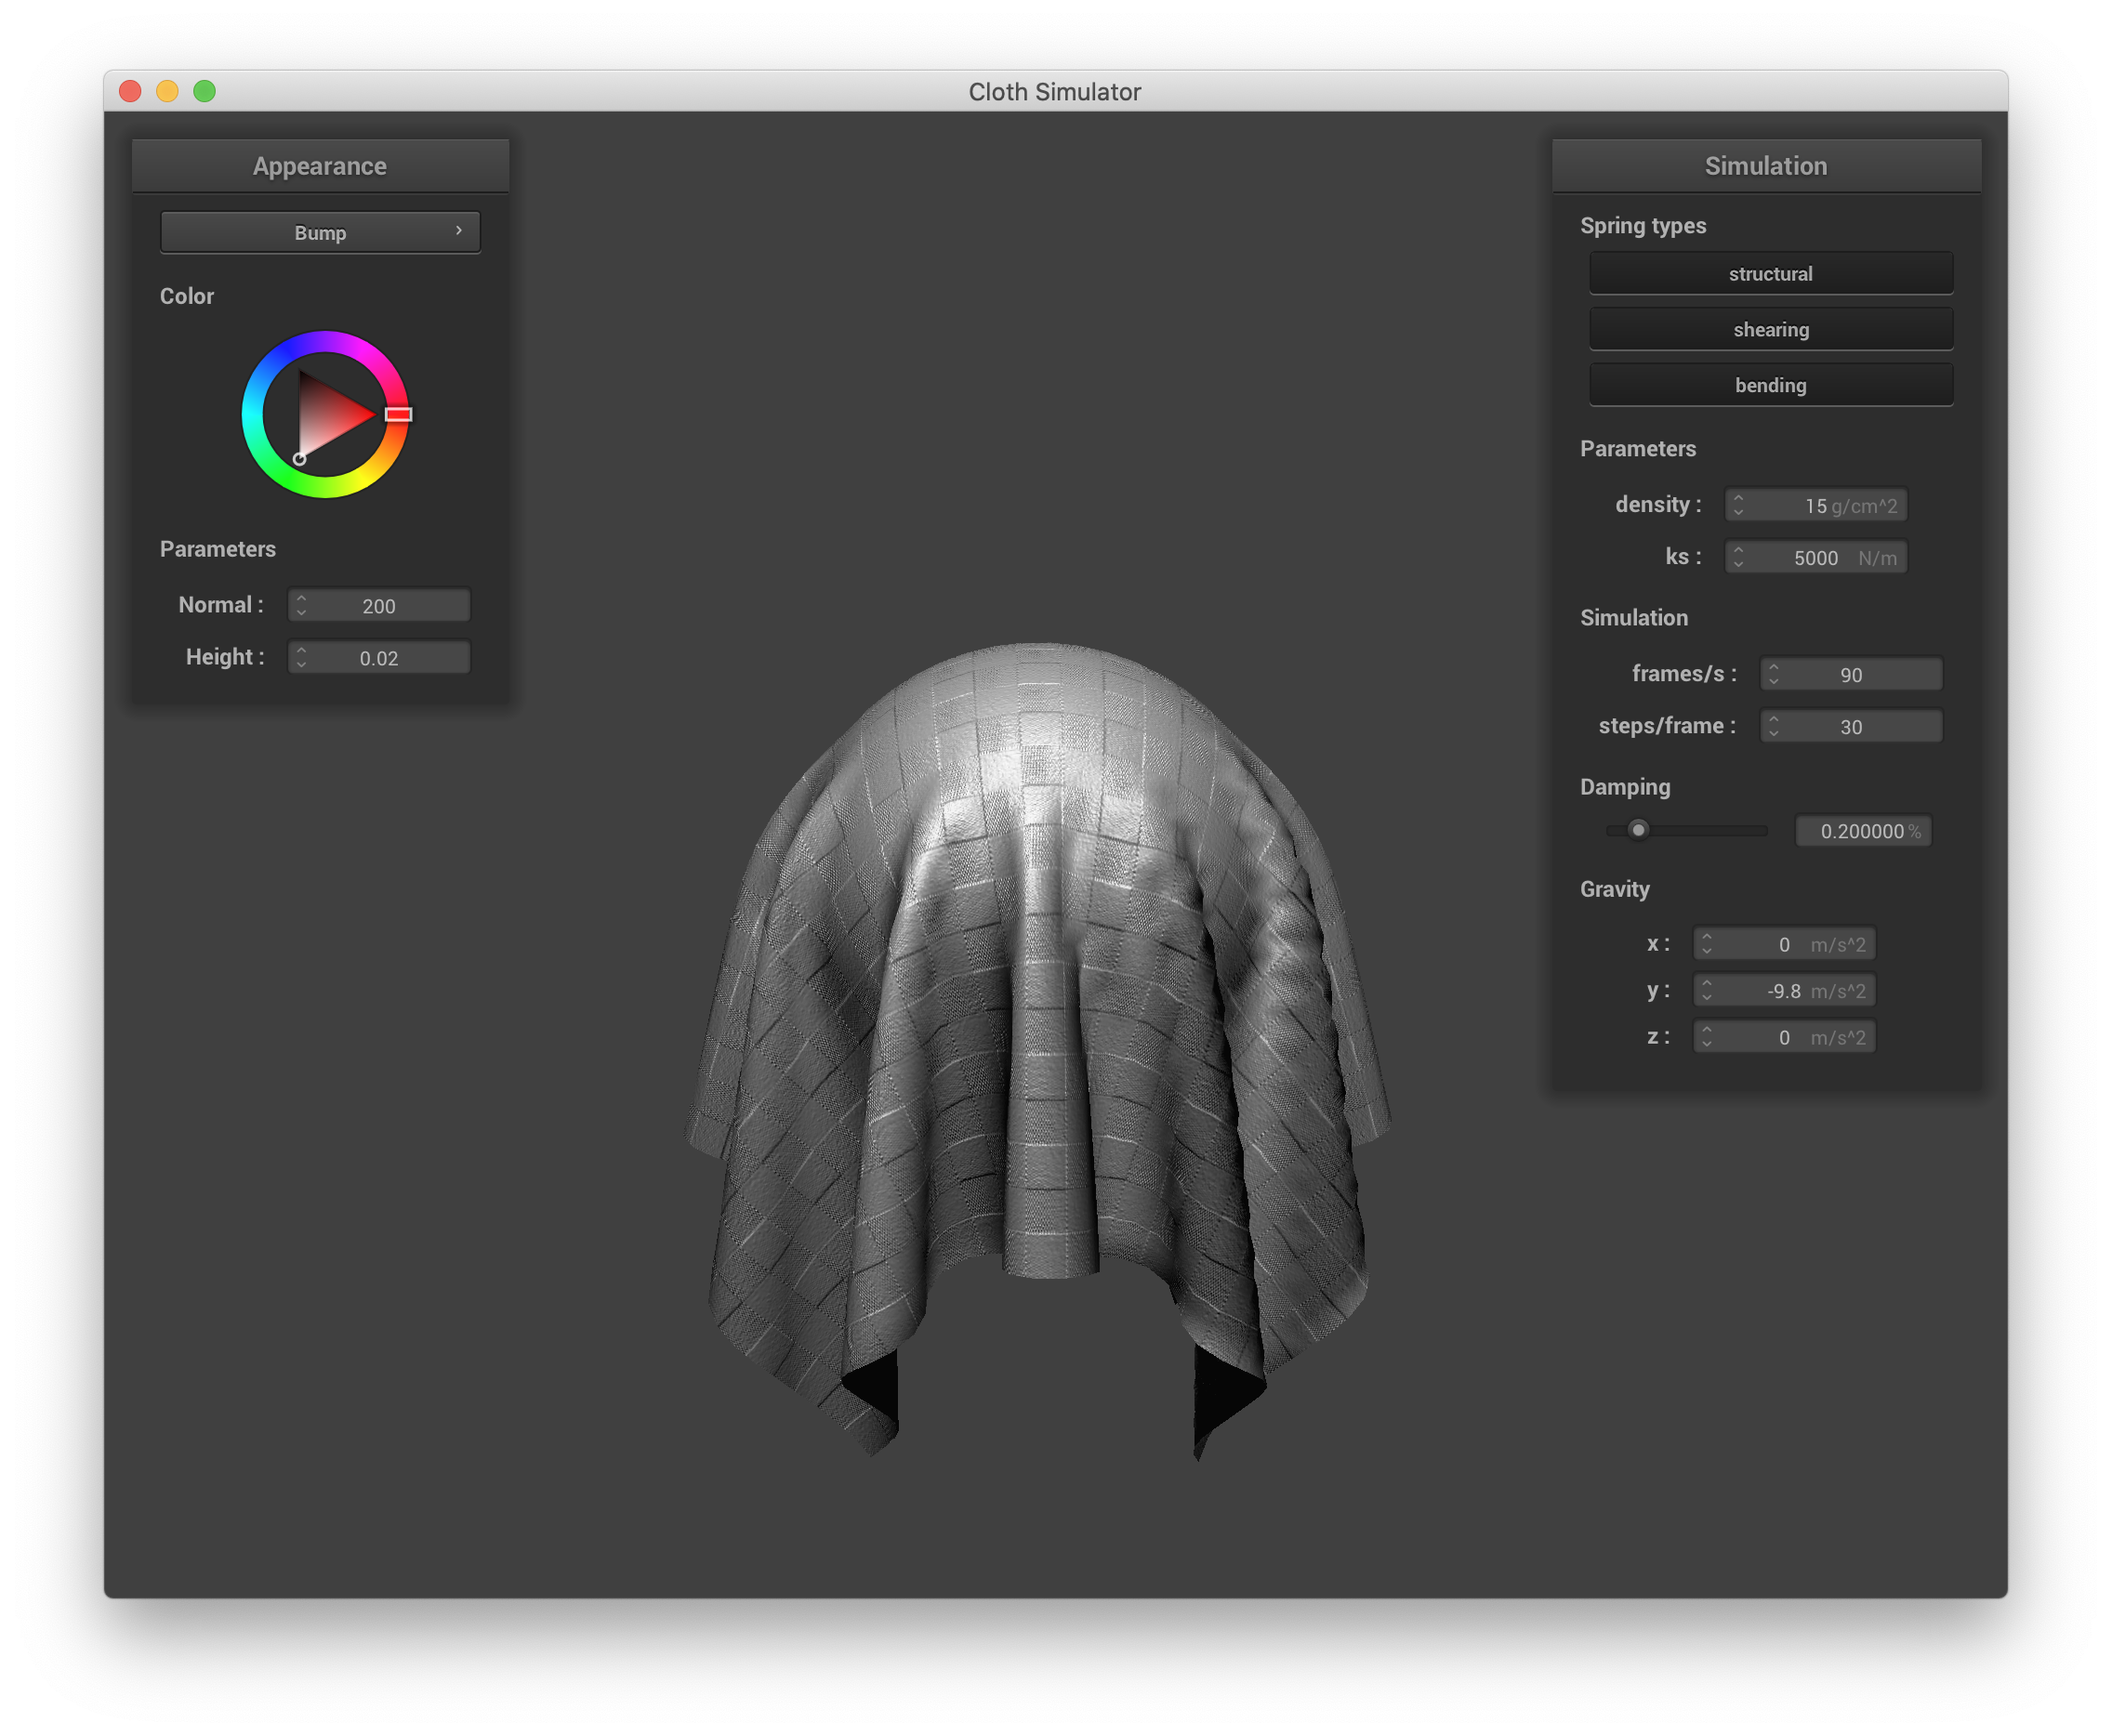 Cloth Simulator
Appearance
Bump
Color
Parameters
Normal : 200
Height : 0.02
Simulation
Spring types
structural
shearing
bending
Parameters
density : 15 g/cm^2
ks : 5000 N/m
Simulation
frames/s : 90
steps/frame : 30
Damping
0.200000 %
Gravity
x : 0 m/s^2
y : -9.8 m/s^2
z : 0 m/s^2